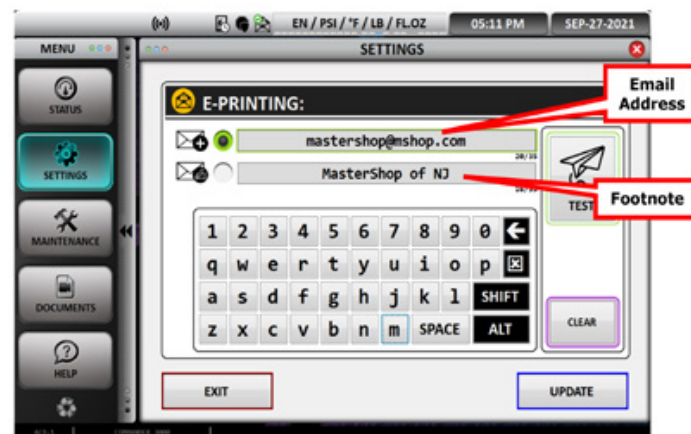 EN / PSI / °F / LB / FL.OZ
05:11 PM
SEP-27-2021
MENU
SETTINGS
STATUS
SETTINGS
MAINTENANCE
DOCUMENTS
HELP
E-PRINTING:
mastershop@mshop.com
20/35
MasterShop of NJ
Email
Address
Footnote
TEST
1 2 3 4 5 6 7 8 9 0
q w e r t y u i o p
a s d f g h j k l SHIFT
z x c v b n m SPACE ALT
CLEAR
EXIT
UPDATE